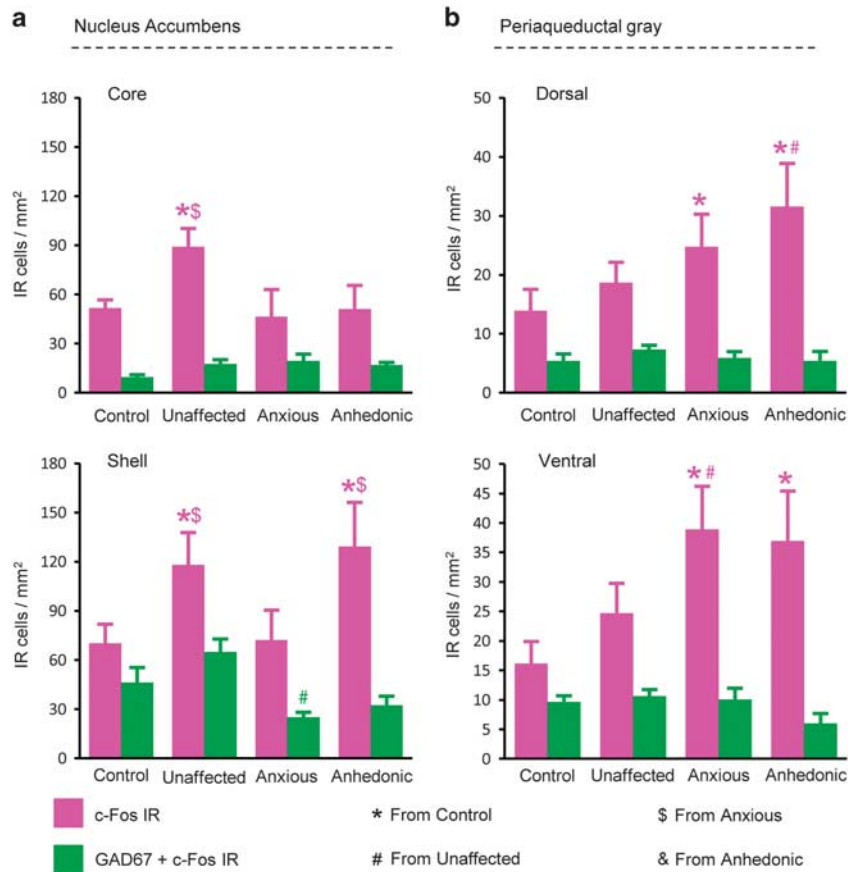 a Nucleus Accumbens
Core
IR cells / mm²
180
150
120
90
60
30
0
*$
Control Unaffected Anxious Anhedonic
Shell
IR cells / mm²
180
150
120
90
60
30
0
*$
#
*$
Control Unaffected Anxious Anhedonic
b Periaqueductal gray
Dorsal
IR cells / mm²
50
40
30
20
10
0
*
*#
Control Unaffected Anxious Anhedonic
Ventral
IR cells / mm²
50
45
40
35
30
25
20
15
10
5
0
*#
*
Control Unaffected Anxious Anhedonic
c-Fos IR * From Control $ From Anxious
GAD67 + c-Fos IR # From Unaffected & From Anhedonic